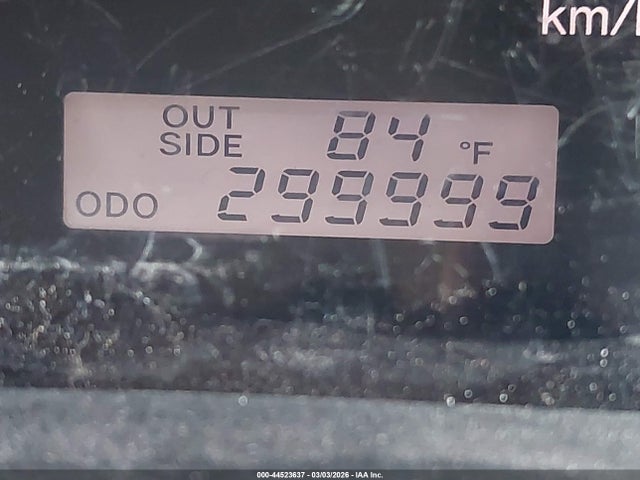 km/
OUT
SIDE 84 °F
ODO 299999
000-44523637 - 03/03/2026 - IAA Inc.